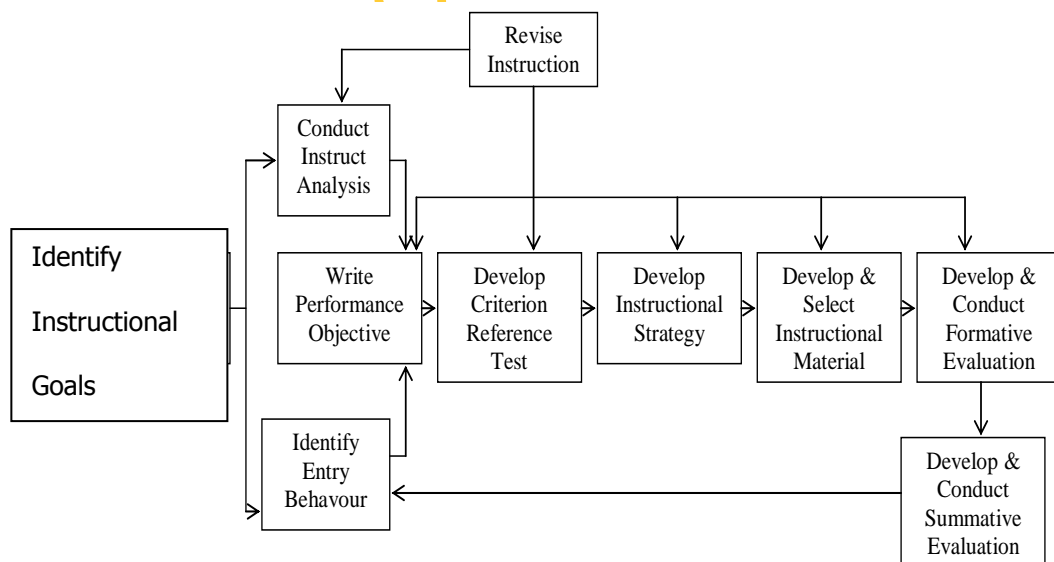 Revise
Instruction
Conduct
Instruct
Analysis
Identify
Instructional
Goals
Write
Performance
Objective
Develop
Criterion
Reference
Test
Develop
Instructional
Strategy
Develop &
Select
Instructional
Material
Develop &
Conduct
Formative
Evaluation
Identify
Entry
Behavour
Develop &
Conduct
Summative
Evaluation